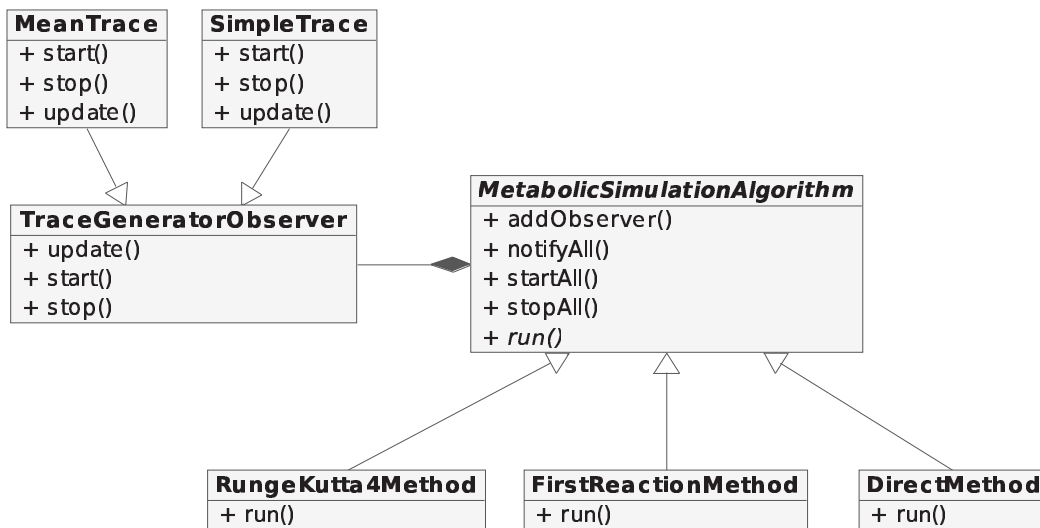 MeanTrace
+ start()
+ stop()
+ update()
SimpleTrace
+ start()
+ stop()
+ update()
TraceGeneratorObserver
+ update()
+ start()
+ stop()
MetabolicSimulationAlgorithm
+ addObserver()
+ notifyAll()
+ startAll()
+ stopAll()
+ run()
RungeKutta4Method
+ run()
FirstReactionMethod
+ run()
DirectMethod
+ run()